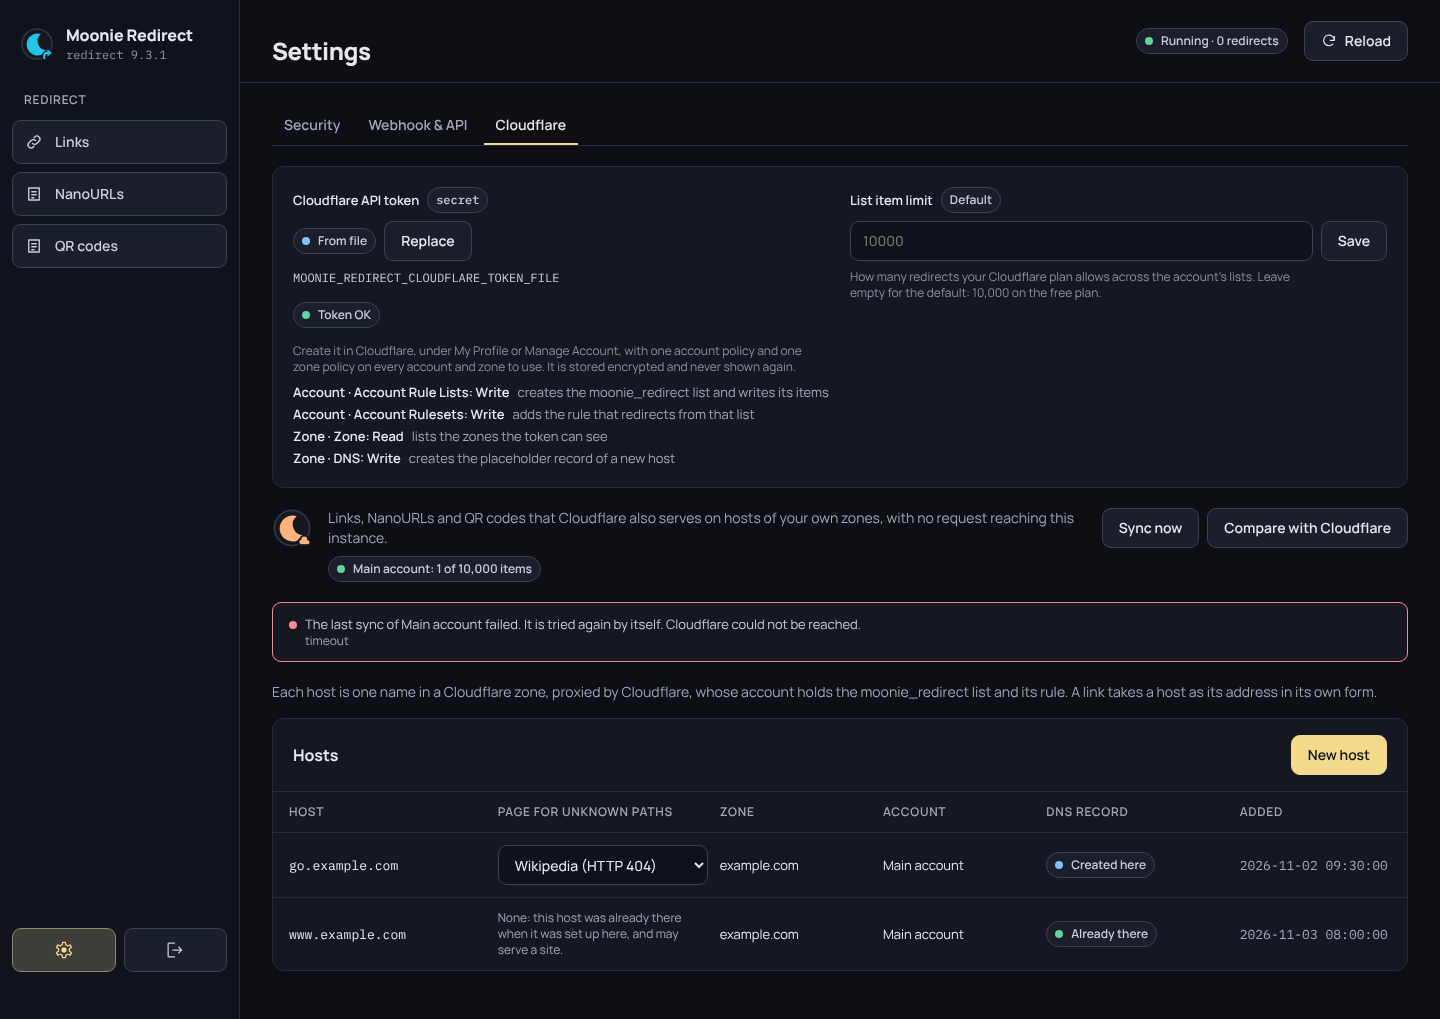 Moonie Redirect
redirect 9.3.1
REDIRECT
Links
NanoURLs
QR codes
Settings
Running · 0 redirects
Reload
Security
Webhook & API
Cloudflare
Cloudflare API token
secret
From file
Replace
MOONIE_REDIRECT_CLOUDFLARE_TOKEN_FILE
Token OK
Create it in Cloudflare, under My Profile or Manage Account, with one account policy and one
zone policy on every account and zone to use. It is stored encrypted and never shown again.
Account · Account Rule Lists: Write creates the moonie_redirect list and writes its items
Account · Account Rulesets: Write adds the rule that redirects from that list
Zone · Zone: Read lists the zones the token can see
Zone · DNS: Write creates the placeholder record of a new host
List item limit
Default
10000
Save
How many redirects your Cloudflare plan allows across the account's lists. Leave
empty for the default: 10,000 on the free plan.
Links, NanoURLs and QR codes that Cloudflare also serves on hosts of your own zones, with no request reaching this
instance.
Main account: 1 of 10,000 items
Sync now
Compare with Cloudflare
The last sync of Main account failed. It is tried again by itself. Cloudflare could not be reached.
timeout
Each host is one name in a Cloudflare zone, proxied by Cloudflare, whose account holds the moonie_redirect list and its rule. A link takes a host as its address in its own form.
Hosts
New host
HOST PAGE FOR UNKNOWN PATHS ZONE ACCOUNT DNS RECORD ADDED
go.example.com Wikipedia (HTTP 404) example.com Main account Created here 2026-11-02 09:30:00
None: this host was already there
when it was set up here, and may
serve a site.
www.example.com example.com Main account Already there 2026-11-03 08:00:00